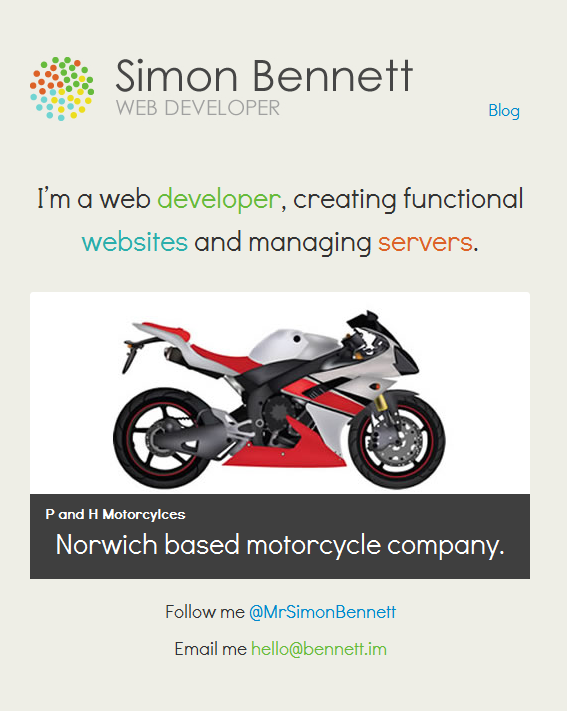 Simon Bennett
WEB DEVELOPER
Blog
I'm a web developer, creating functional
websites and managing servers.
P and H Motorcylces
Norwich based motorcycle company.
Follow me @MrSimonBennett
Email me hello@bennett.im